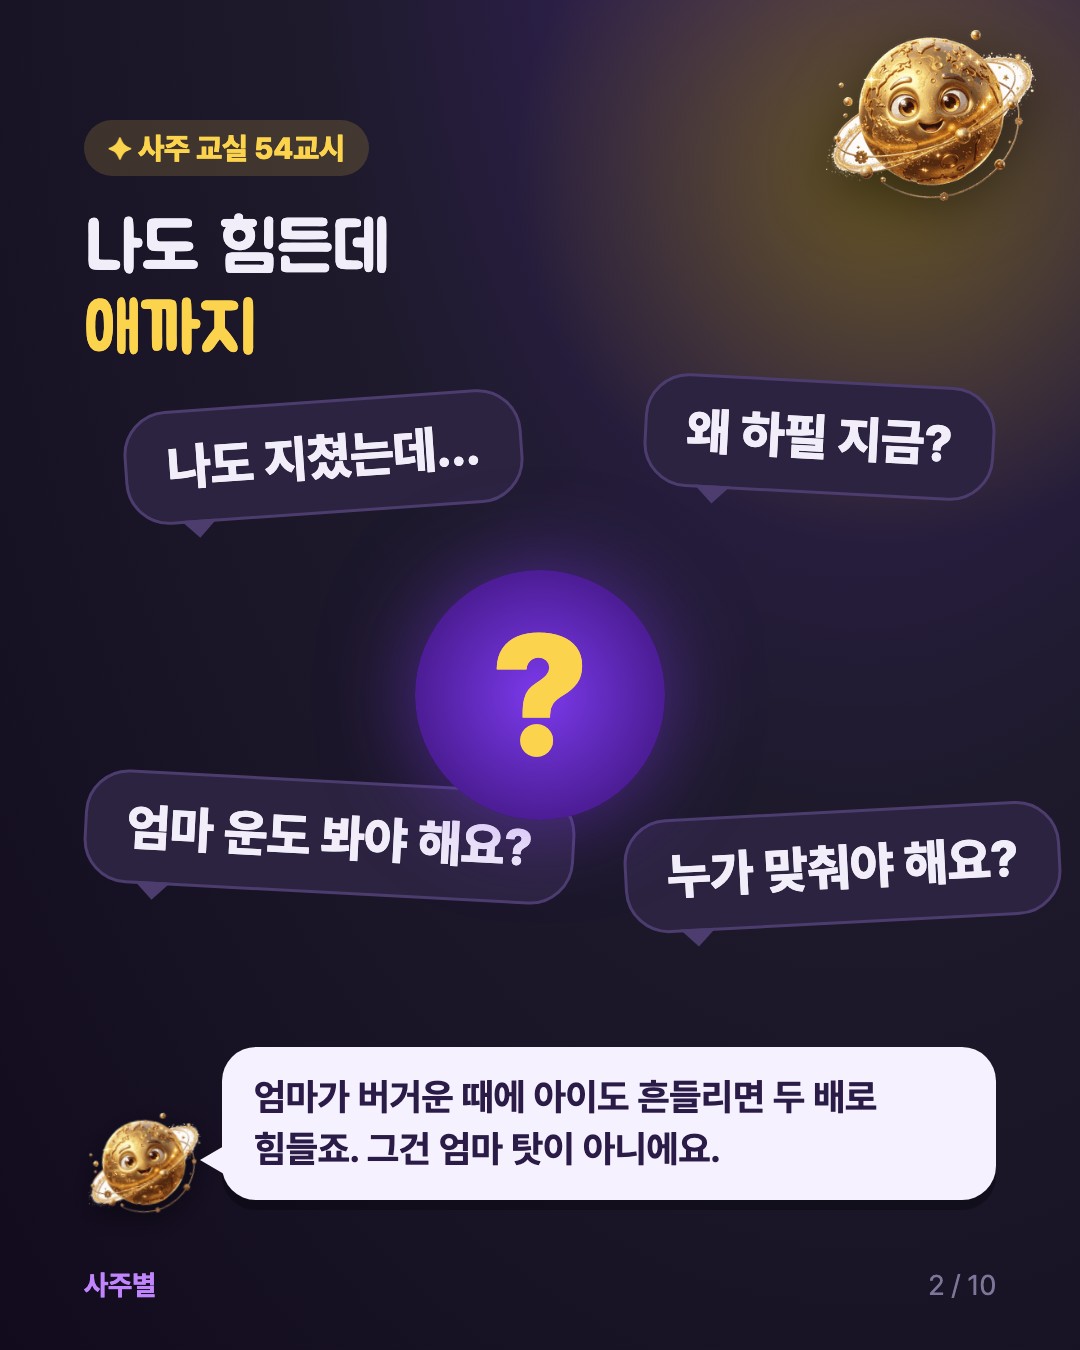 ✦ 사주 교실 54교시
나도 힘든데
애까지
나도 지쳤는데...
왜 하필 지금?
?
엄마 운도 봐야 해요?
누가 맞춰야 해요?
엄마가 버거운 때에 아이도 흔들리면 두 배로
힘들죠. 그건 엄마 탓이 아니에요.
사주별
2 / 10